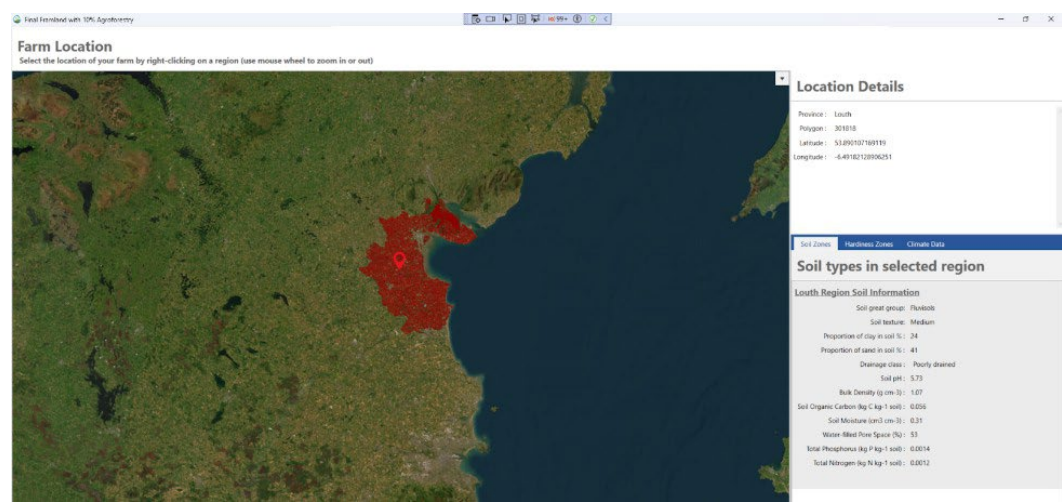 Final Framland with 10% Agroforestry
99+
Farm Location
Select the location of your farm by right-clicking on a region (use mouse wheel to zoom in or out)
Location Details
Province : Louth
Polygon : 301818
Latitude : 53.890107169119
Longitude : -6.49182128906251
Soil Zones Hardiness Zones Climate Data
Soil types in selected region
Louth Region Soil Information
Soil great group: Fluvisols
Soil texture: Medium
Proportion of clay in soil % : 24
Proportion of sand in soil % : 41
Drainage class : Poorly drained
Soil pH : 5.73
Bulk Density (g cm-3) : 1.07
Soil Organic Carbon (kg C kg-1 soil) : 0.056
Soil Moisture (cm3 cm-3) : 0.31
Water-filled Pore Space (%) : 53
Total Phosphorus (kg P kg-1 soil) : 0.0014
Total Nitrogen (kg N kg-1 soil) : 0.0012